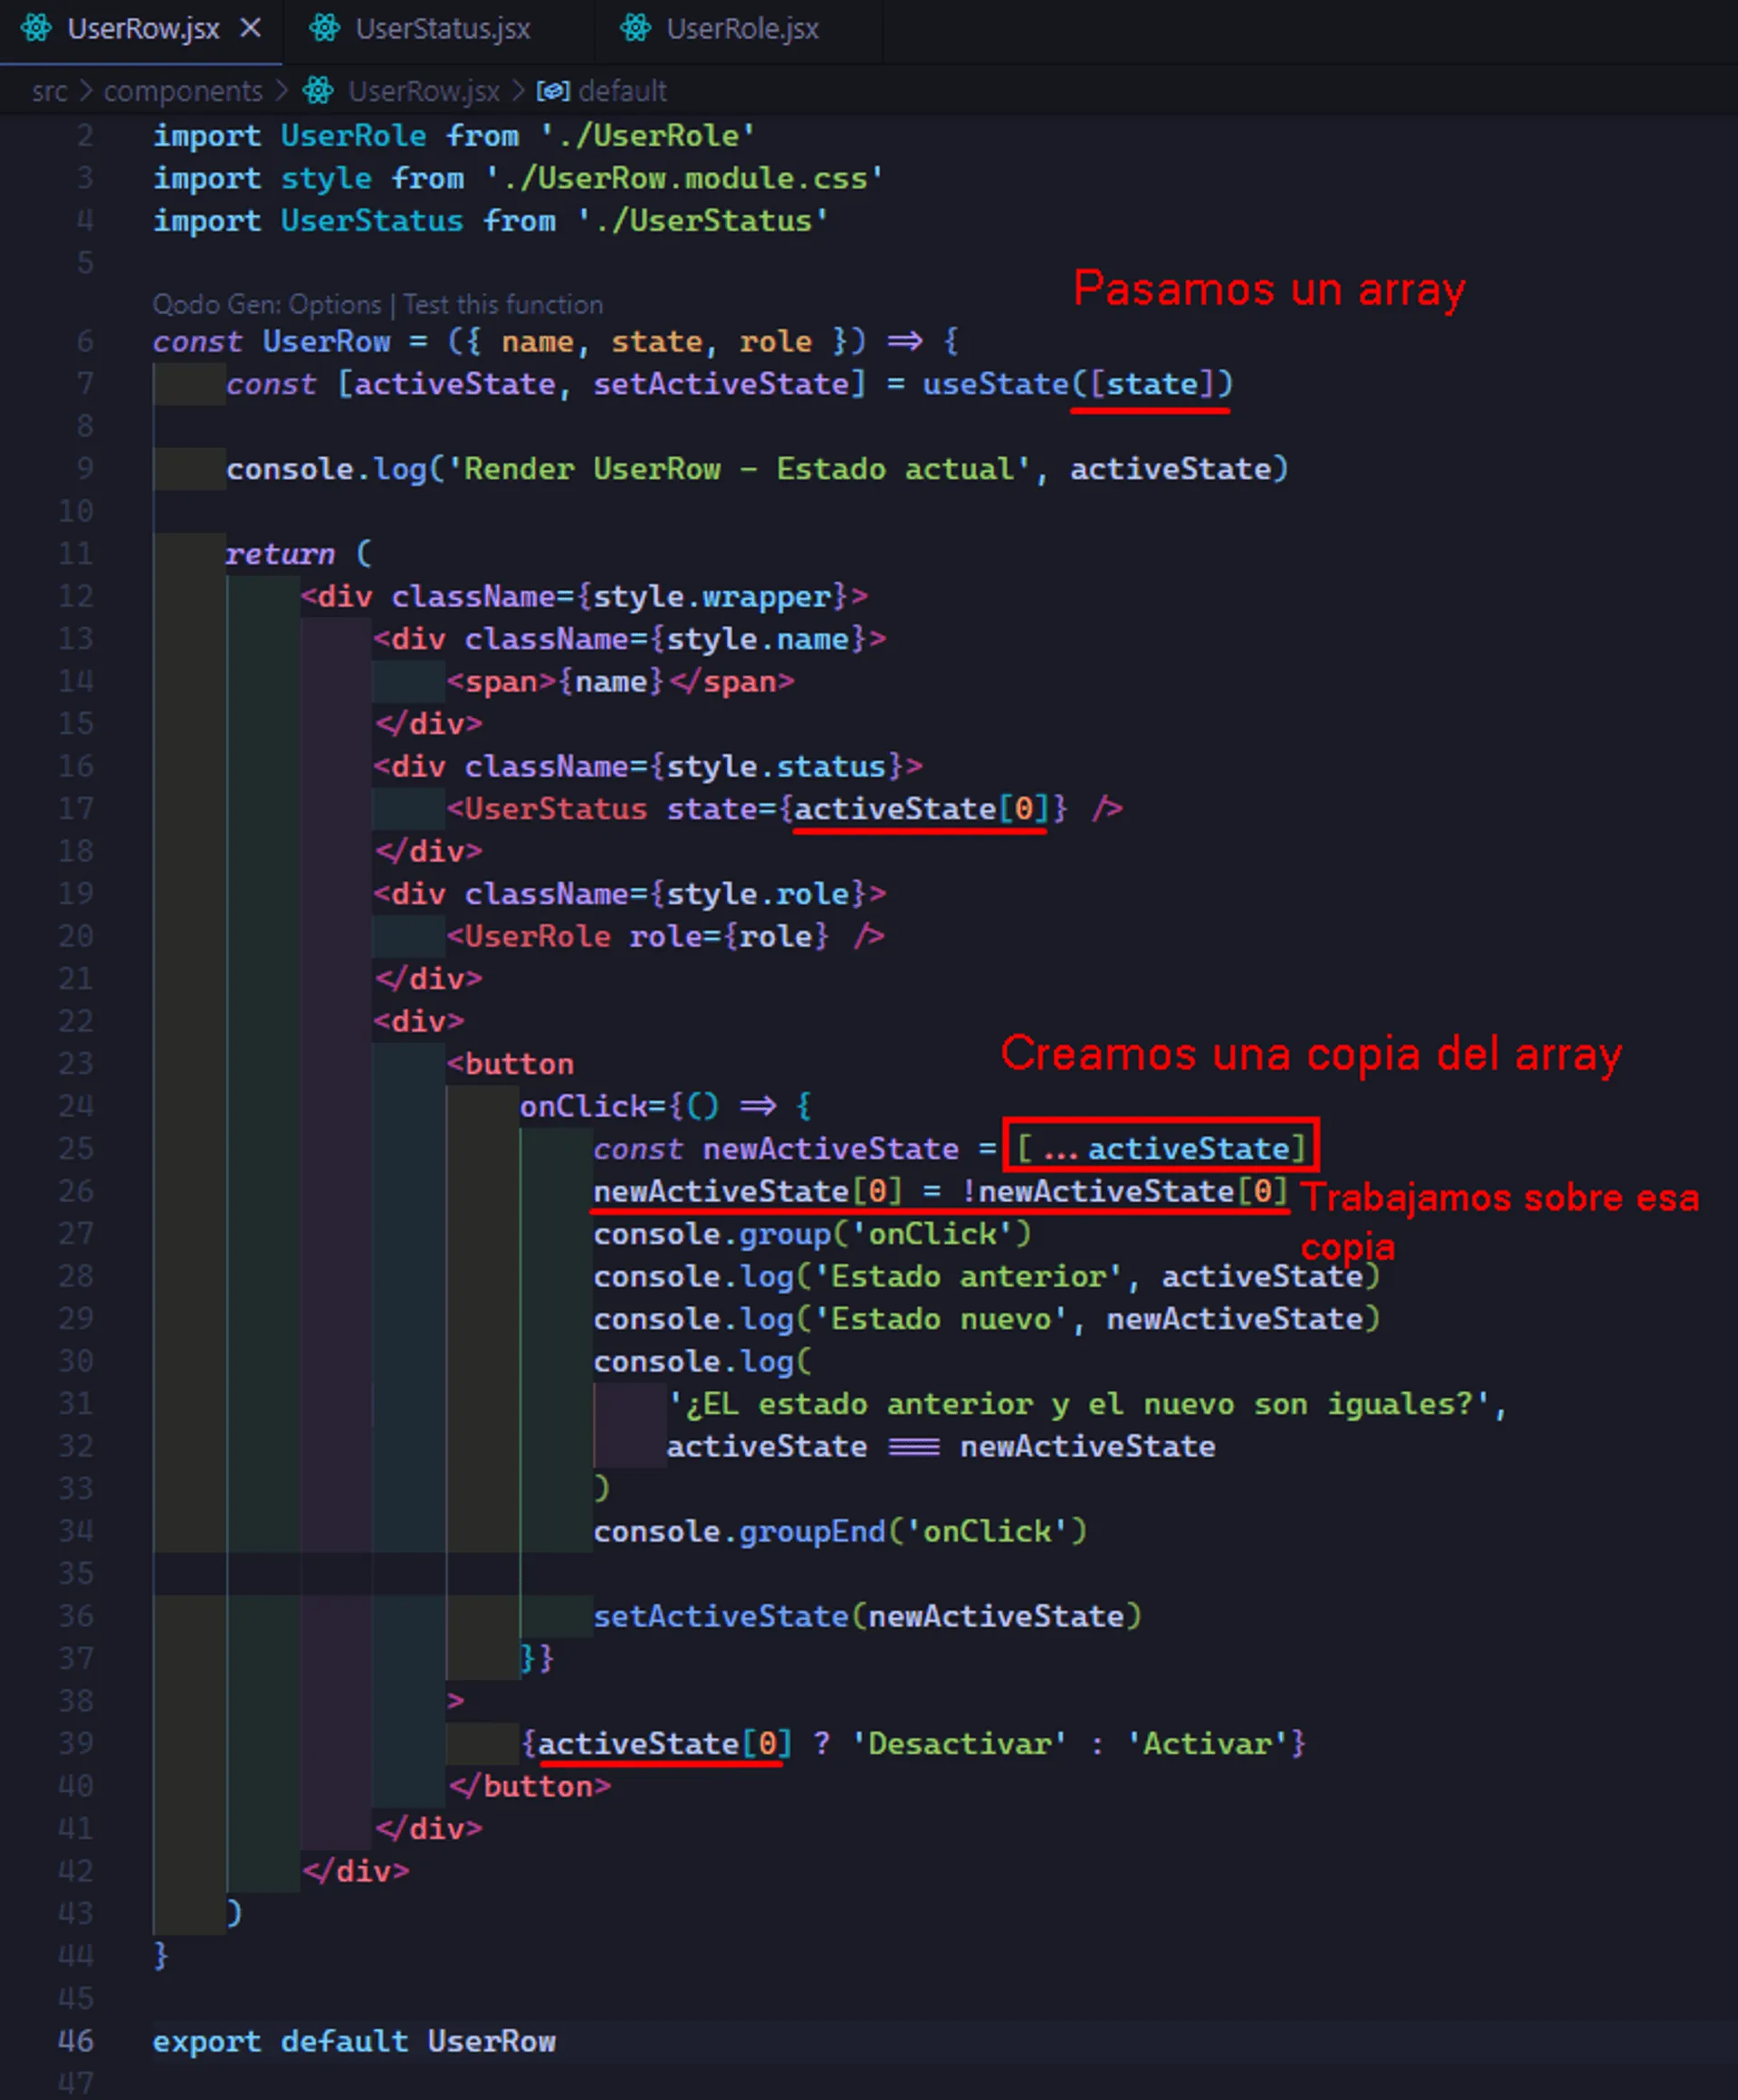 UserRow.jsx × UserStatus.jsx UserRole.jsx
src > components > UserRow.jsx > default
2 import UserRole from './UserRole'
3 import style from './UserRow.module.css'
4 import UserStatus from './UserStatus'
5
Pasamos un array
Qodo Gen: Options | Test this function
6 const UserRow = ({ name, state, role }) => {
7 const [activeState, setActiveState] = useState([state])
8
9 console.log('Render UserRow - Estado actual', activeState)
10
11 return (
12 <div className={style.wrapper}>
13 <div className={style.name}>
14 <span>{name}</span>
15 </div>
16 <div className={style.status}>
17 <UserStatus state={activeState[0]} />
18 </div>
19 <div className={style.role}>
20 <UserRole role={role} />
21 </div>
22 <div>
Creamos una copia del array
23 <button
24 onClick={() => {
25 const newActiveState = [...activeState]
26 newActiveState[0] = !newActiveState[0]
Trabajamos sobre esa
copia
27 console.group('onClick')
28 console.log('Estado anterior', activeState)
29 console.log('Estado nuevo', newActiveState)
30 console.log(
31 '¿EL estado anterior y el nuevo son iguales?',
32 activeState === newActiveState
33 )
34 console.groupEnd('onClick')
35
36 setActiveState(newActiveState)
37 }}
38 >
39 {activeState[0] ? 'Desactivar' : 'Activar'}
40 </button>
41 </div>
42 </div>
43 )
44 }
45
46 export default UserRow
47